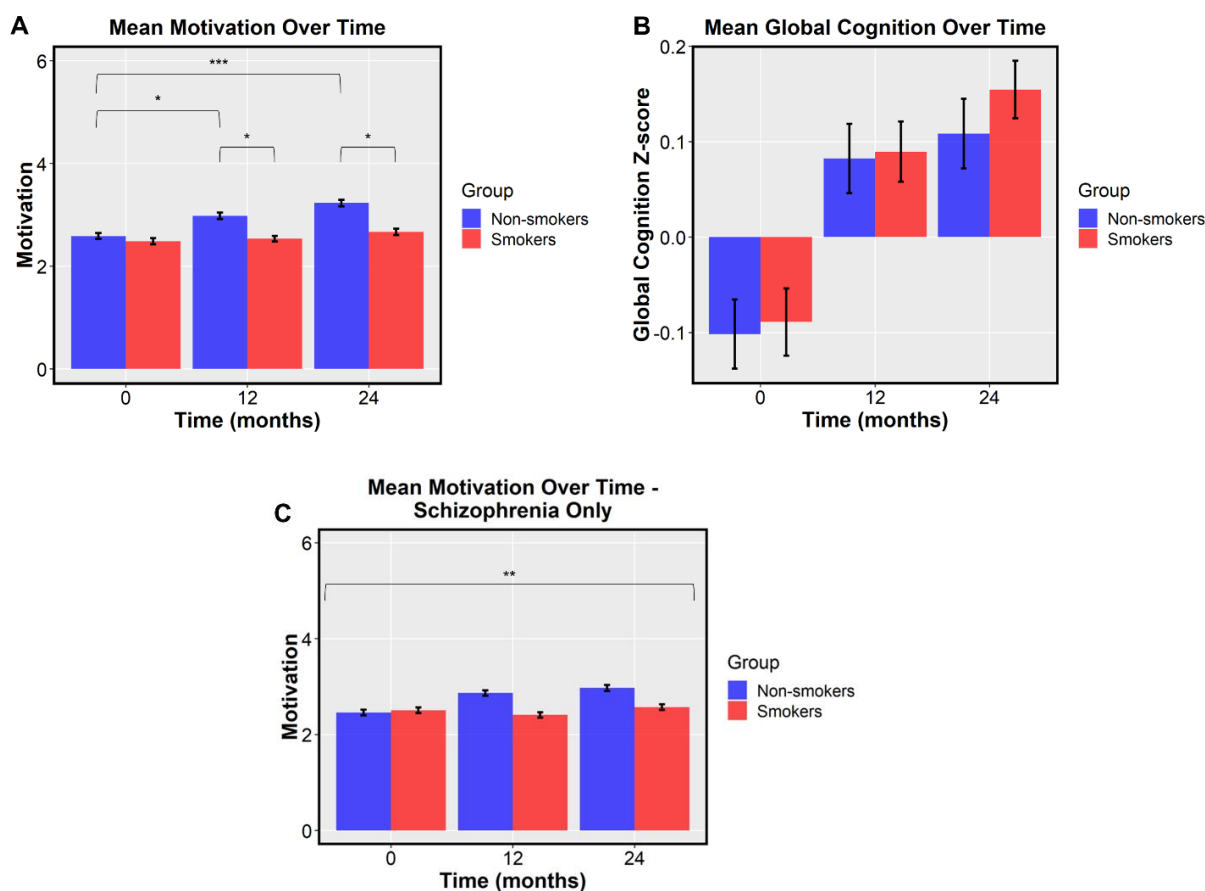 A
Mean Motivation Over Time
6
4
2
0
Motivation
***
*
*
*
0 12 24
Time (months)
Group
Non-smokers
Smokers
B
Mean Global Cognition Over Time
0.2
0.1
0.0
-0.1
Global Cognition Z-score
0 12 24
Time (months)
Group
Non-smokers
Smokers
C
Mean Motivation Over Time -
Schizophrenia Only
6
4
2
0
Motivation
**
0 12 24
Time (months)
Group
Non-smokers
Smokers